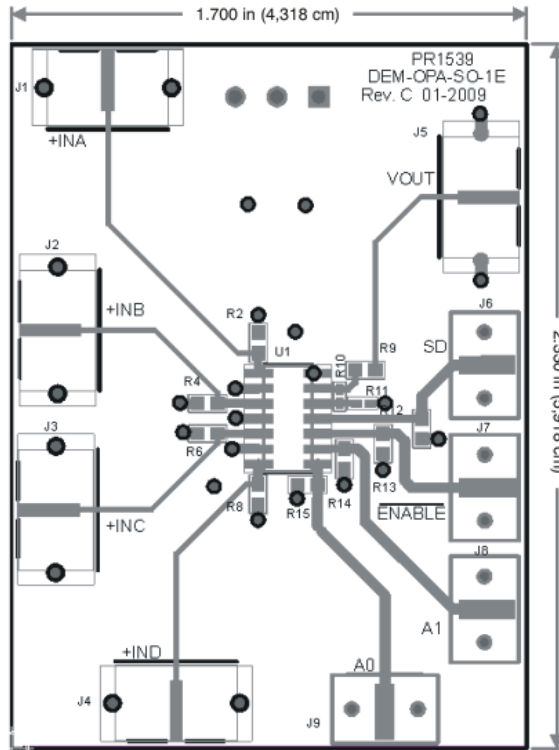 1.700 in (4,318 cm)
PR1539
DEM-OPA-SO-1E
Rev. C 01-2009
J1
+INA
J5
VOUT
J2
+INB
R2
U1
J6
SD
R10
R9
R4
R11
R12
J3
R6
J7
+INC
R8
R15
R14
R13
ENABLE
J8
A1
+IND
A0
J4
J9